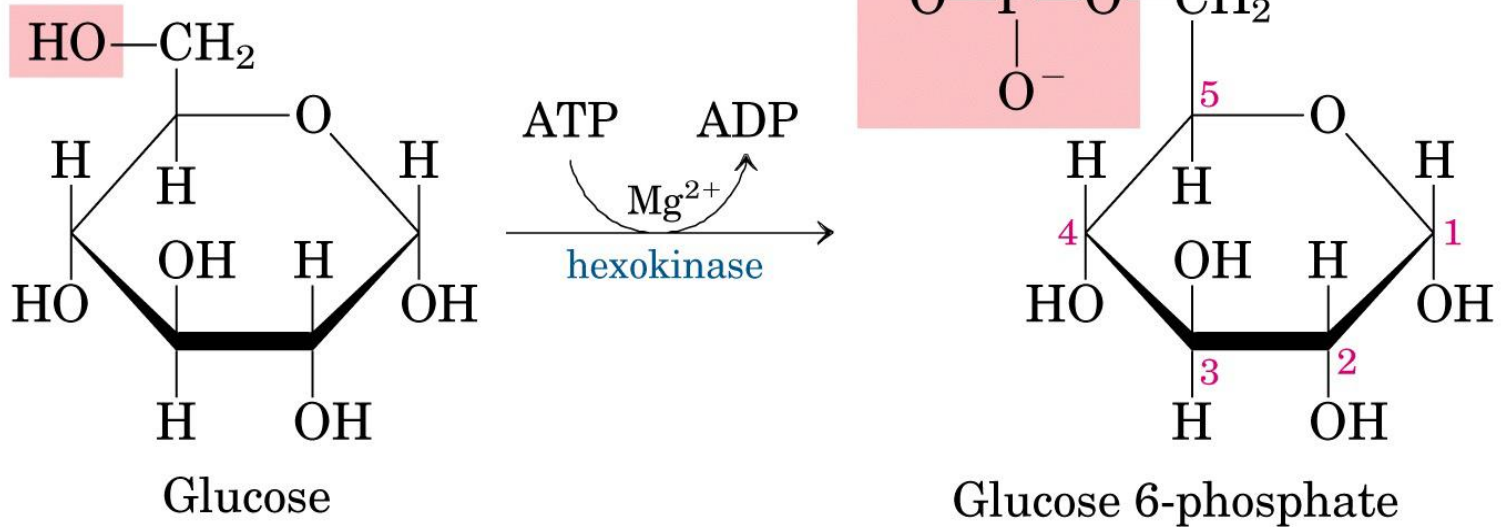 O P O CH₂
HO CH₂
O⁻
5
O O
ATP ADP
H H H H
H H
Mg²⁺
4 1
OH H OH H
hexokinase
HO OH HO OH
3 2
H OH H OH
Glucose Glucose 6-phosphate